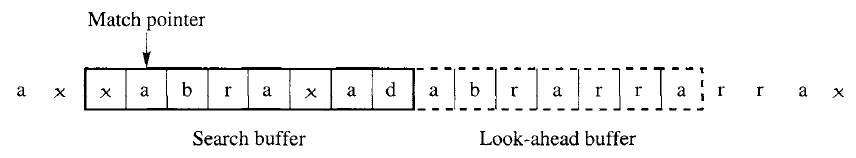 Match pointer
a x x a b r a x a d a b r a r r a r r a x
Search buffer Look-ahead buffer